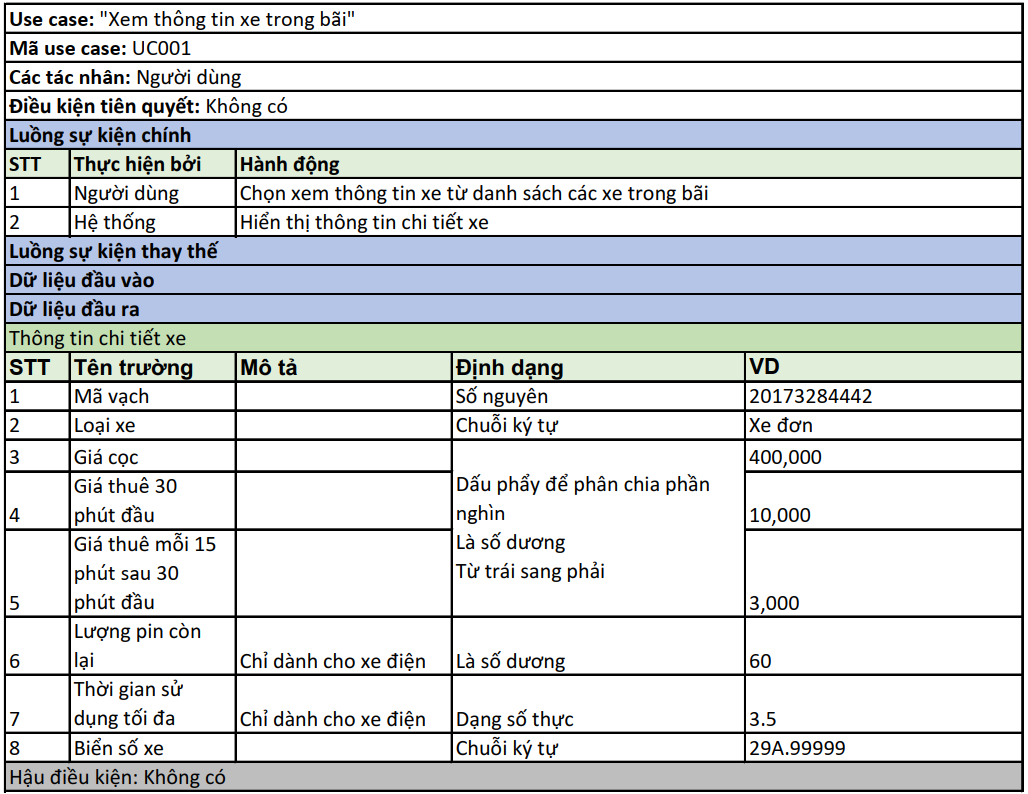 Use case: "Xem thông tin xe trong bãi"
Mã use case: UC001
Các tác nhân: Người dùng
Điều kiện tiên quyết: Không có
Luồng sự kiện chính
STT Thực hiện bởi Hành động
1 Người dùng Chọn xem thông tin xe từ danh sách các xe trong bãi
2 Hệ thống Hiển thị thông tin chi tiết xe
Luồng sự kiện thay thế
Dữ liệu đầu vào
Dữ liệu đầu ra
Thông tin chi tiết xe
STT Tên trường Mô tả Định dạng VD
1 Mã vạch Số nguyên 20173284442
2 Loại xe Chuỗi ký tự Xe đơn
3 Giá cọc 400,000
Giá thuê 30
4 phút đầu 10,000
Giá thuê mỗi 15
phút sau 30
5 phút đầu 3,000
Dấu phẩy để phân chia phần
nghìn
Là số dương
Từ trái sang phải
Lượng pin còn
6 lại Chỉ dành cho xe điện Là số dương 60
Thời gian sử
7 dụng tối đa Chỉ dành cho xe điện Dạng số thực 3.5
8 Biển số xe Chuỗi ký tự 29A.99999
Hậu điều kiện: Không có